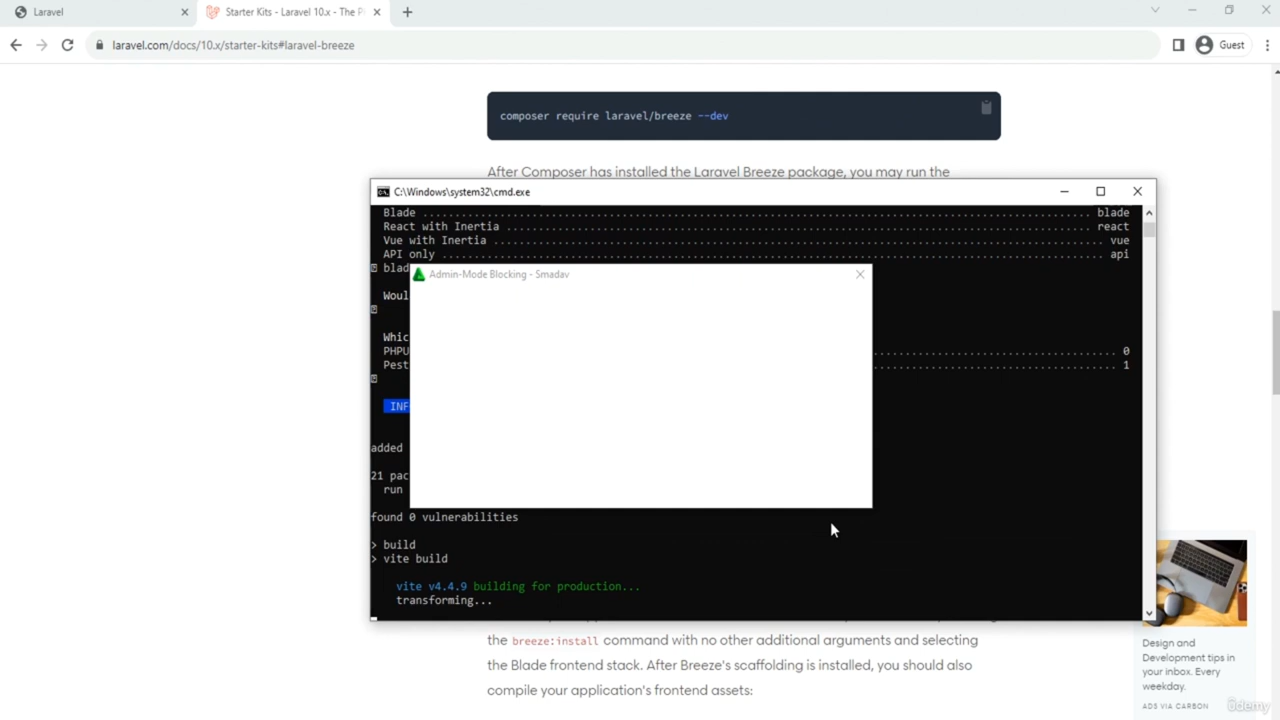 Laravel
Starter Kits - Laravel 10.x - The P
laravel.com/docs/10.x/starter-kits#laravel-breeze
Guest
composer require laravel/breeze --dev
After Composer has installed the Laravel Breeze package, you may run the
C:\Windows\system32\cmd.exe
Blade ........ blade
React with Inertia ........ react
Vue with Inertia ........ vue
API only ........ api
blad
Admin-Mode Blocking - Smadav
Woul
Whic
PHPU ........ 0
Pest ........ 1
INF
added
21 pac
run
found 0 vulnerabilities
> build
> vite build
vite v4.4.9 building for production...
transforming...
the breeze:install command with no other additional arguments and selecting
the Blade frontend stack. After Breeze's scaffolding is installed, you should also
compile your application's frontend assets:
Design and
Development tips in
your inbox. Every
weekday.
ADS VIA CARBON
ûdemy